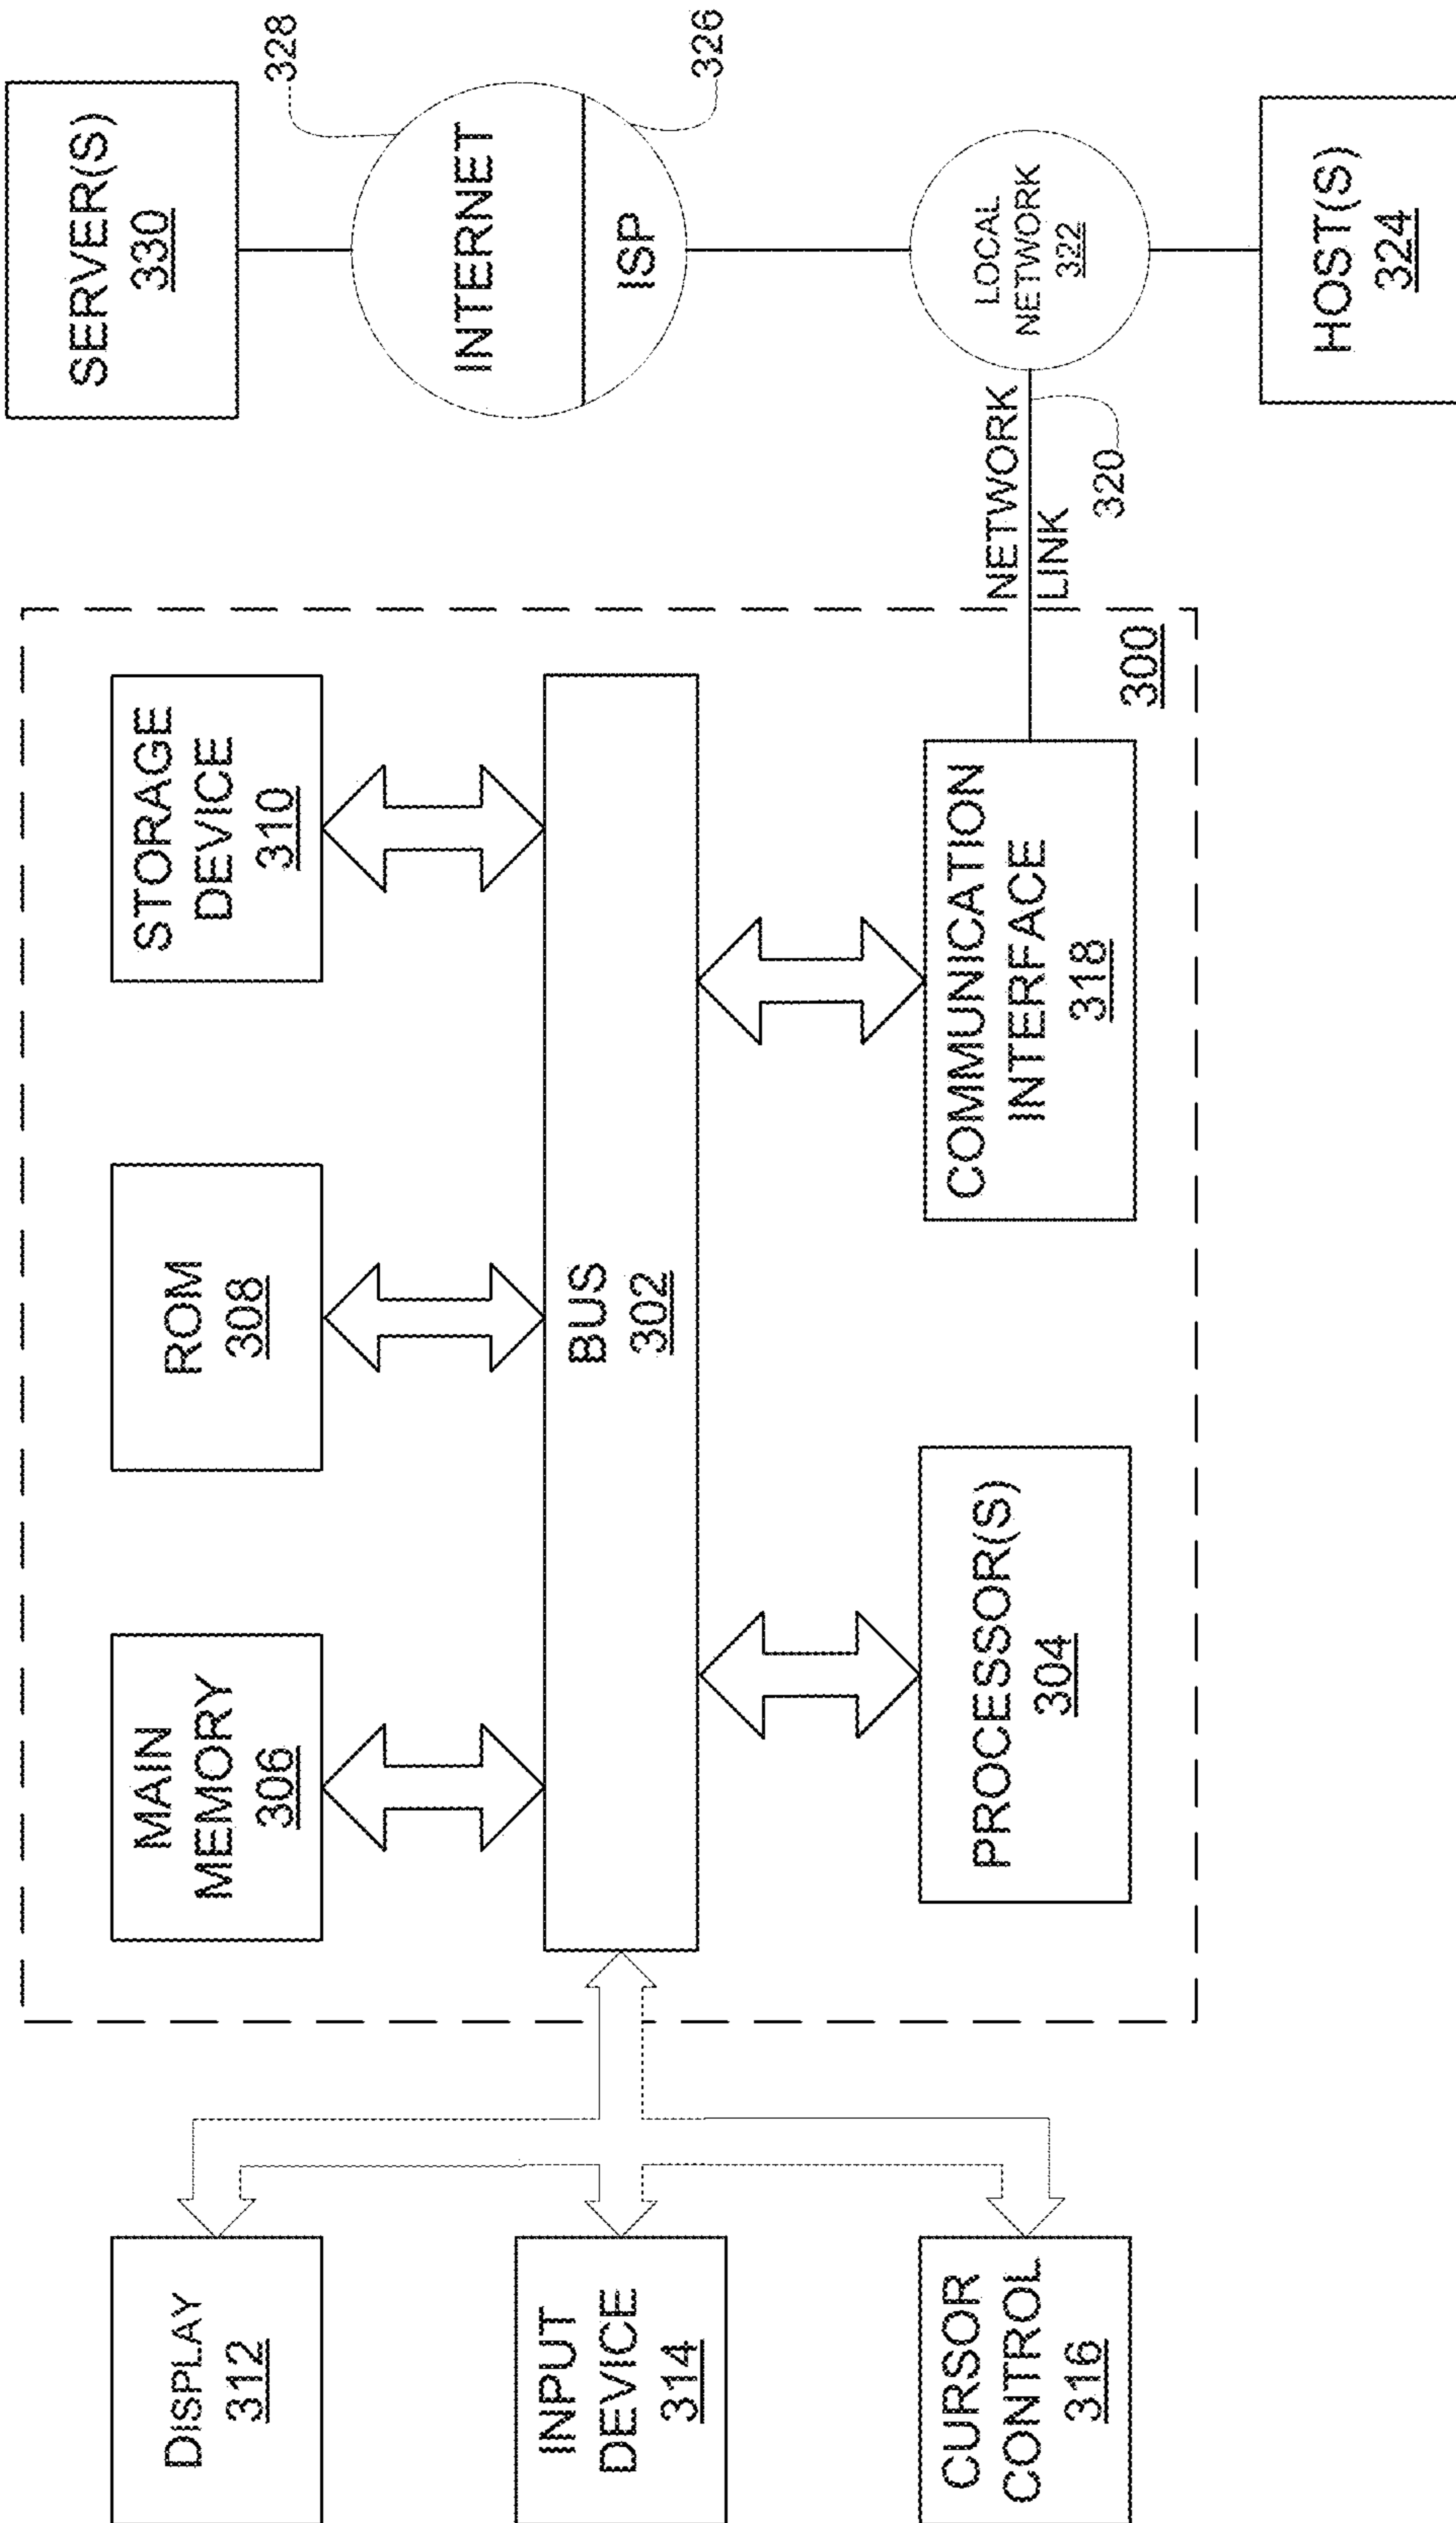 DISPLAY
312
INPUT
DEVICE
314
CURSOR
CONTROL
316
MAIN
MEMORY
306
ROM
308
STORAGE
DEVICE
310
BUS
302
PROCESSOR(S)
304
COMMUNICATION
INTERFACE
318
300
NETWORK
LINK
320
SERVER(S)
330
328
INTERNET
ISP
326
LOCAL
NETWORK
322
HOST(S)
324